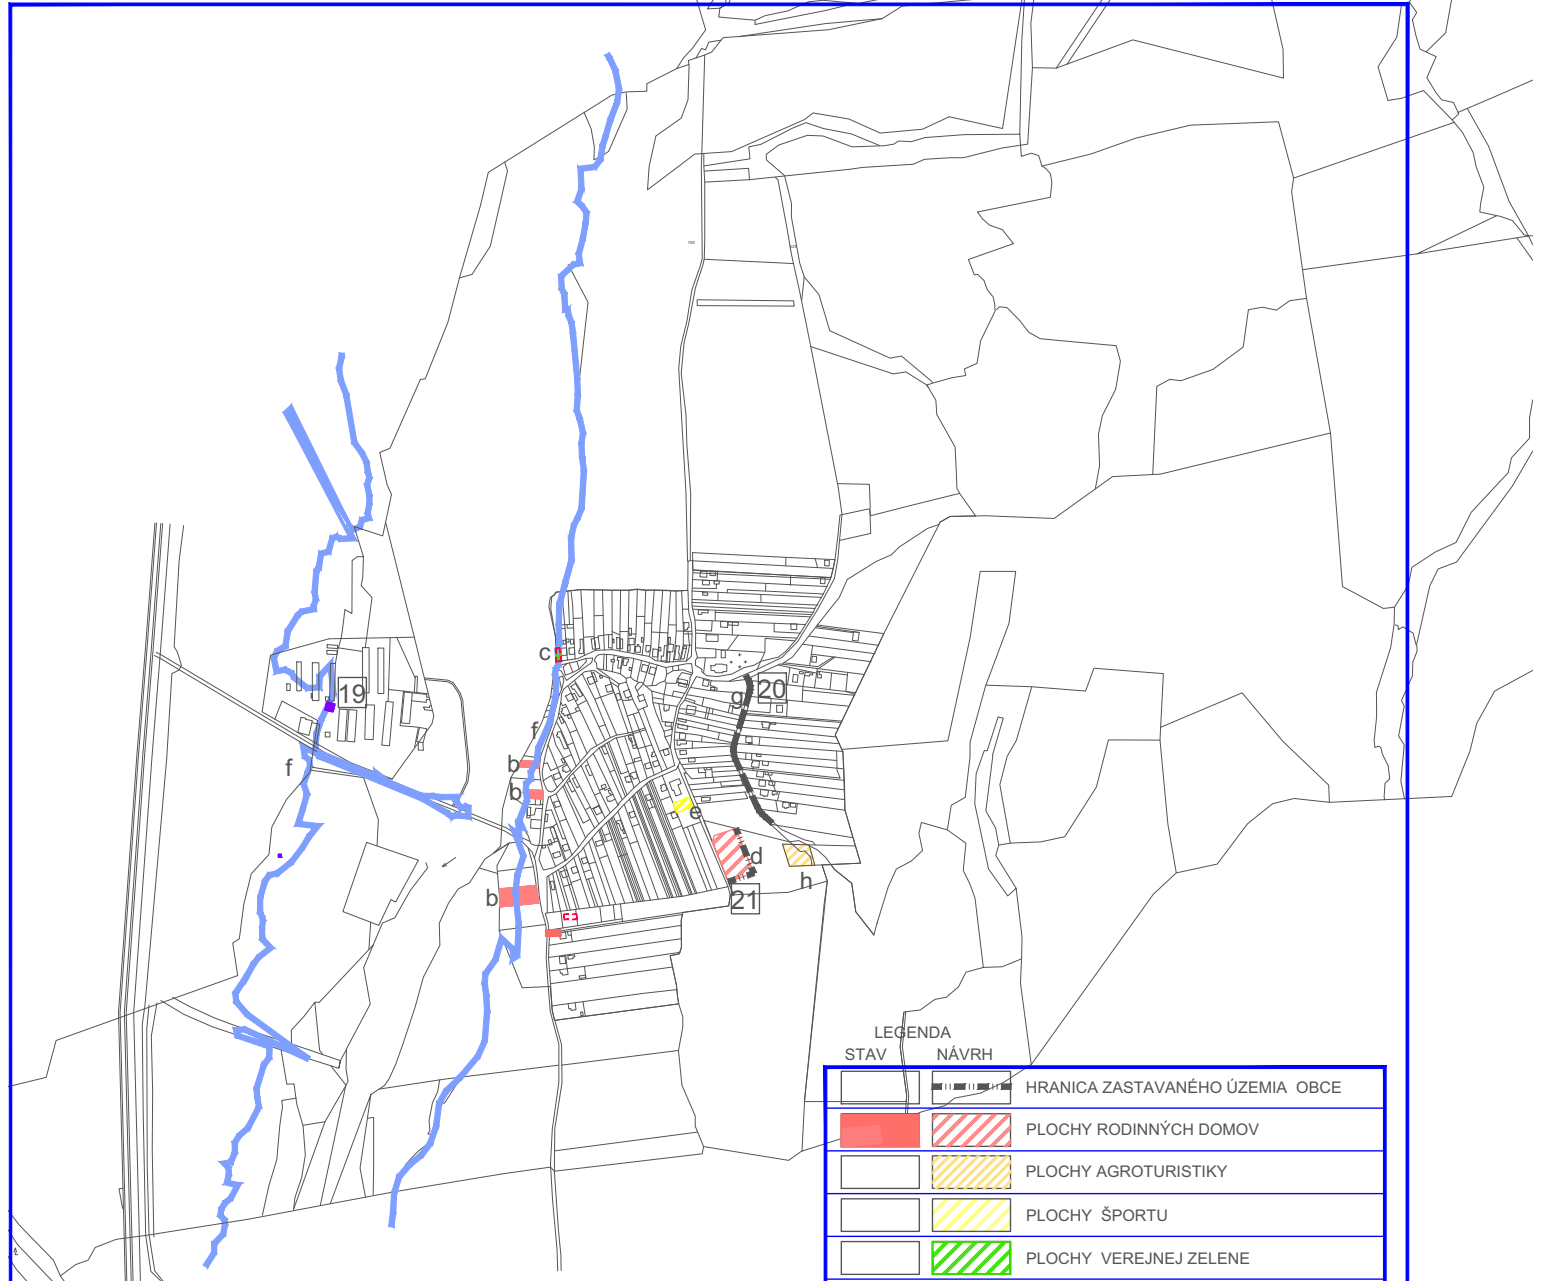 c
19
g
20
f
b
f
b
e
d
h
b
21
LEGENDA
STAV NÁVRH
HRANICA ZASTAVANÉHO ÚZEMIA OBCE
PLOCHY RODINNÝCH DOMOV
PLOCHY AGROTURISTIKY
PLOCHY ŠPORTU
PLOCHY VEREJNEJ ZELENE